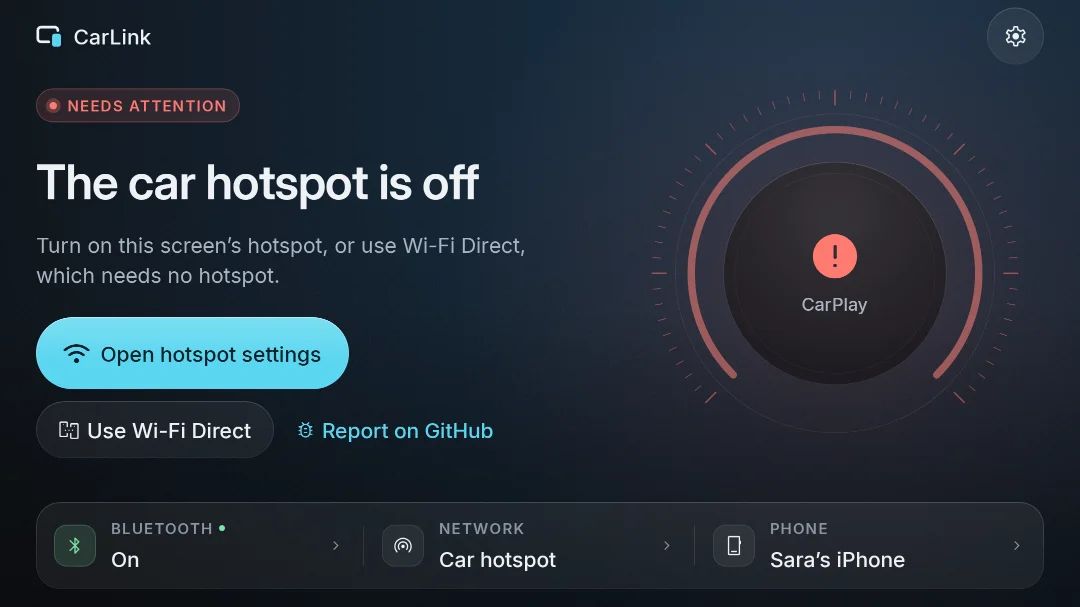 CarLink
NEEDS ATTENTION
The car hotspot is off
Turn on this screen’s hotspot, or use Wi-Fi Direct,
which needs no hotspot.
Open hotspot settings
Use Wi-Fi Direct
Report on GitHub
CarPlay
BLUETOOTH
On
NETWORK
Car hotspot
PHONE
Sara’s iPhone